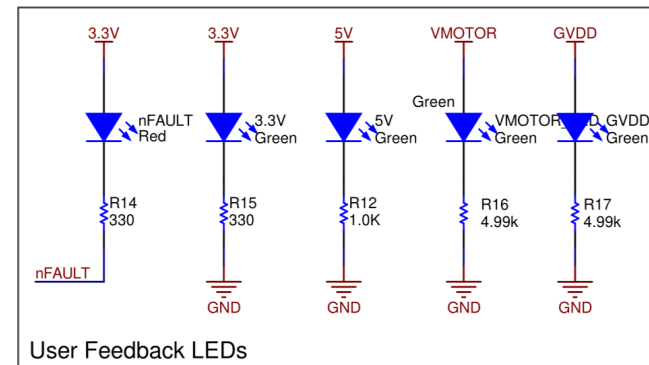 3.3V
3.3V
5V
VMOTOR
GVDD
nFAULT
Red
3.3V
Green
5V
Green
Green
Green
GVDD
Green
R14
330
R15
330
R12
1.0K
R16
4.99k
R17
4.99k
nFAULT
GND
GND
GND
GND
User Feedback LEDs